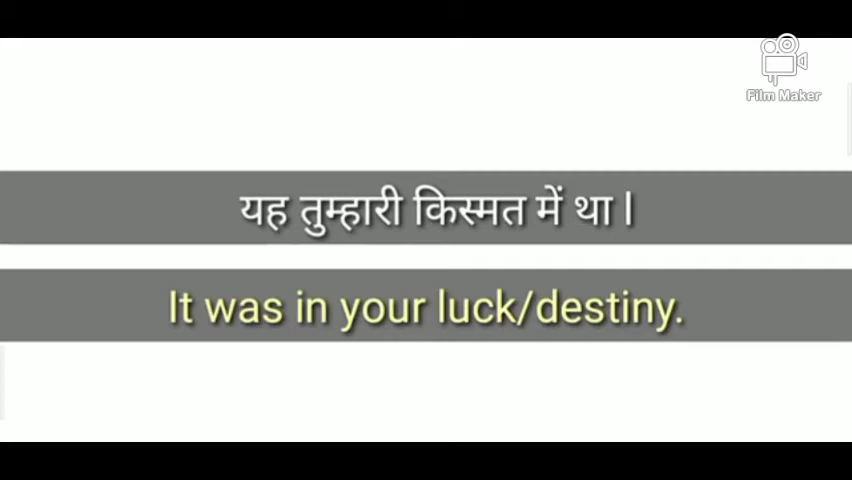 Film Maker
यह तुम्हारी किस्मत में था l
It was in your luck/destiny.